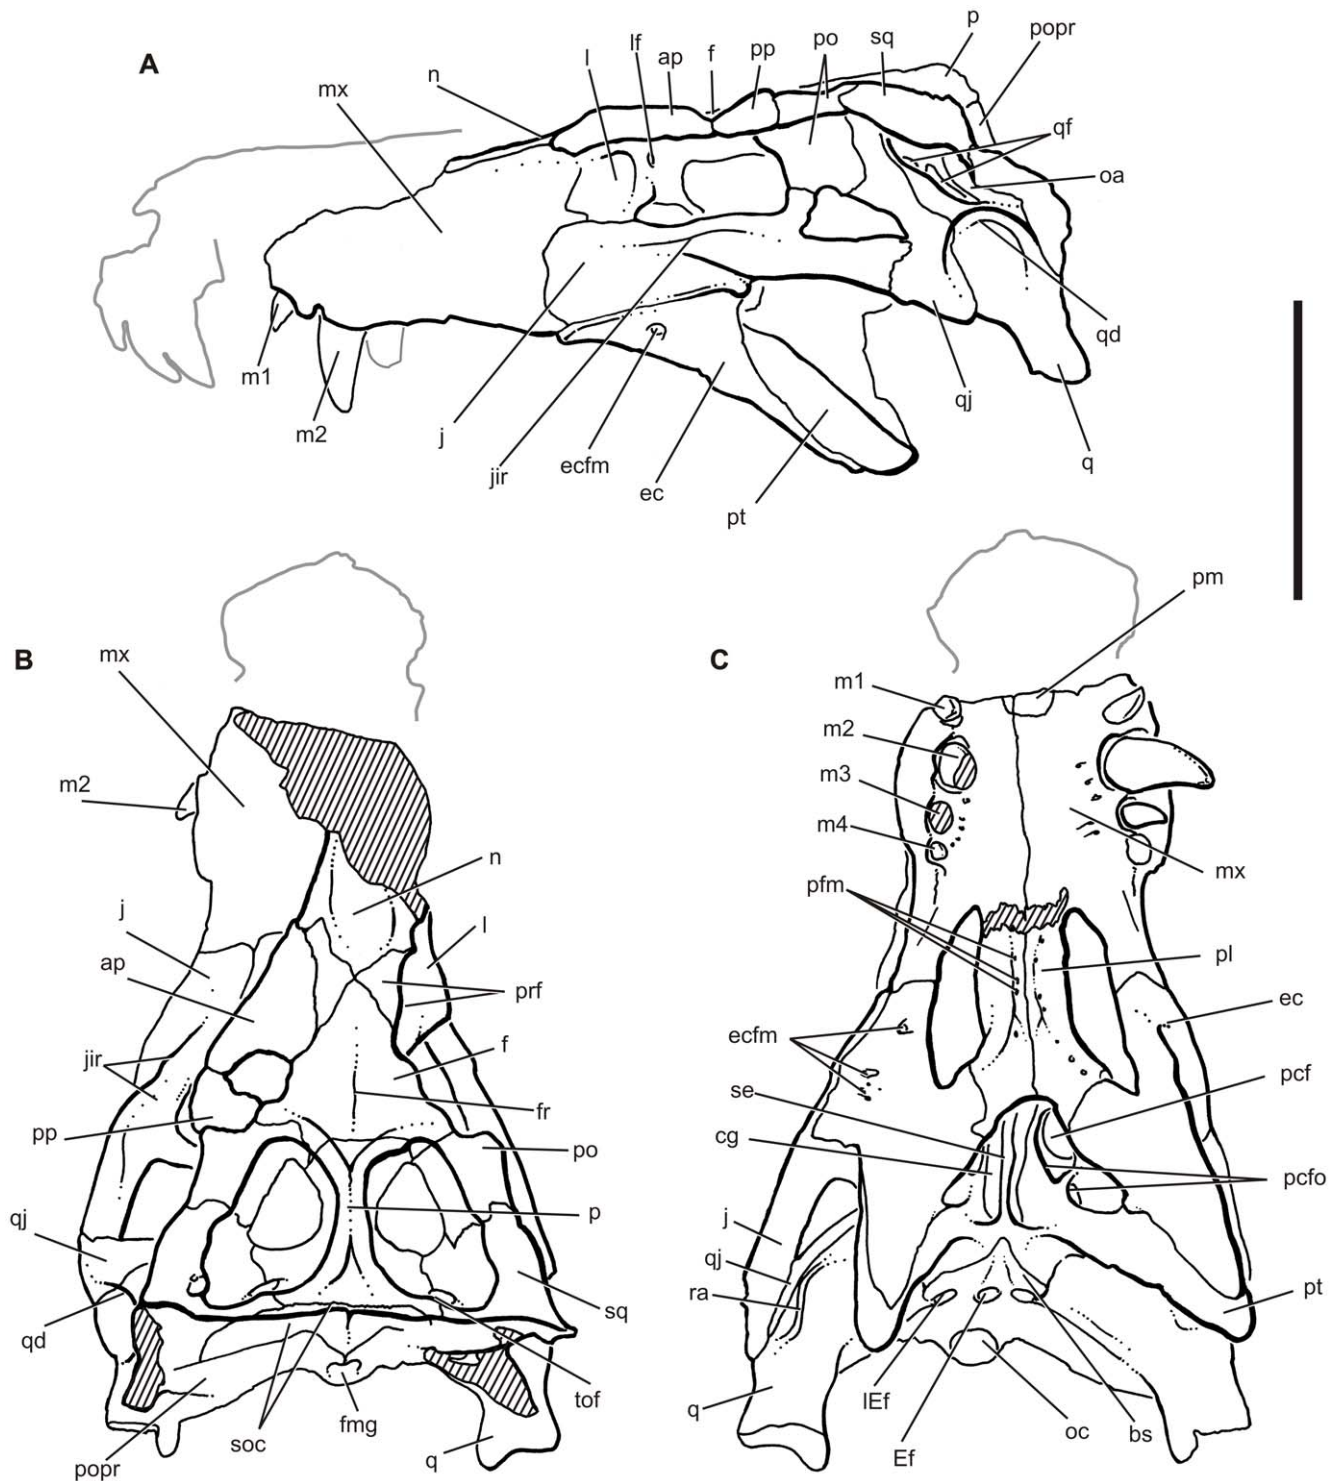 A
n
mx
l
lf
ap
f
pp
po
sq
p
popr
qf
oa
m1
m2
j
jir
ecfm
ec
pt
qj
qd
q
B
mx
m2
n
j
l
ap
prf
jir
f
fr
pp
po
p
qj
sq
qd
tof
fmg
soc
popr
q
C
pm
m1
m2
m3
m4
mx
pfm
pl
ec
ecfm
pcf
se
cg
pcfo
j
qj
ra
pt
q
lEf
Ef
oc
bs